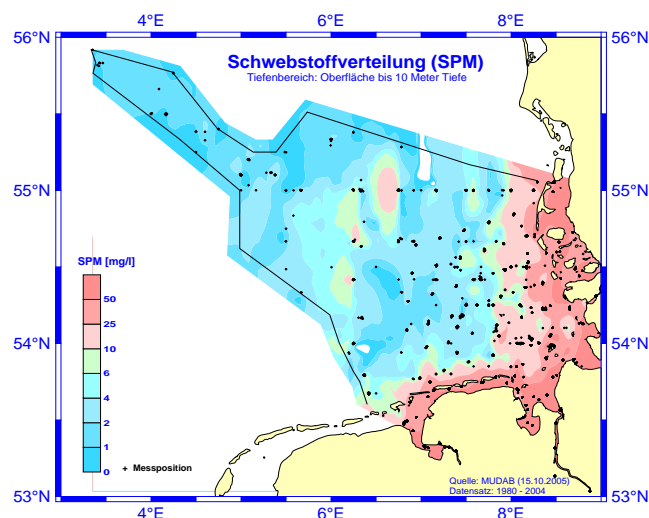 4°E 6°E 8°E
56°N 56°N
Schwebstoffverteilung (SPM)
Tiefenbereich: Oberfläche bis 10 Meter Tiefe
55°N 55°N
SPM [mg/l]
50
25
10
6
4
2
1
0
54°N 54°N
+ Messposition
Quelle: MUDAB (15.10.2005)
Datensatz: 1980 - 2004
53°N 53°N
4°E 6°E 8°E